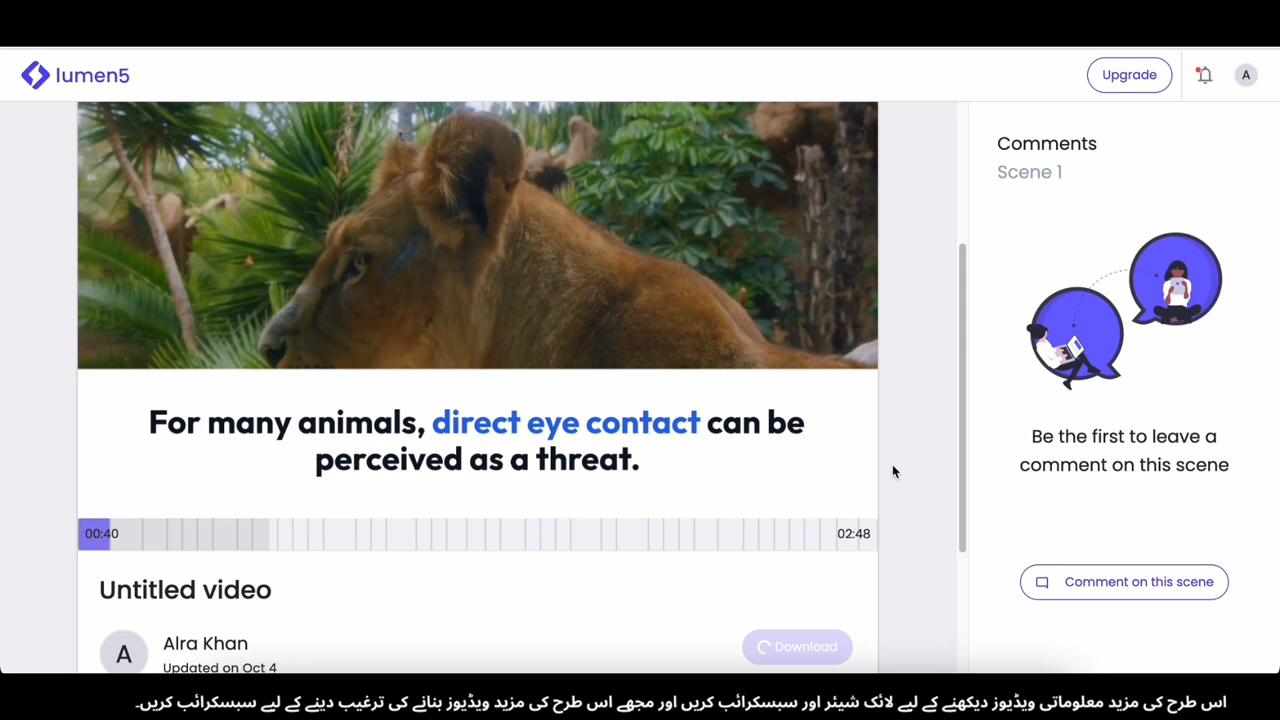 lumen5
Upgrade
A
Comments
Scene 1
For many animals, direct eye contact can be
perceived as a threat.
Be the first to leave a
comment on this scene
00:40
02:48
Comment on this scene
Untitled video
A
Alra Khan
Updated on Oct 4
Download
اس طرح کی مزید معلوماتی ویڈیوز دیکھنے کے لیے لائک شیئر اور سبسکرائب کریں اور مجھے اس طرح کی مزید ویڈیوز بنانے کی ترغیب دینے کے لیے سبسکرائب کریں۔